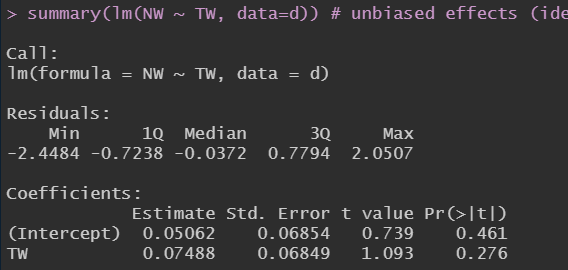 > summary(lm(NW ~ TW, data=d)) # unbiased effects (ide
Call:
lm(formula = NW ~ TW, data = d)
Residuals:
    Min      1Q  Median      3Q     Max
-2.4484 -0.7238 -0.0372  0.7794  2.0507
Coefficients:
            Estimate Std. Error t value Pr(>|t|)
(Intercept)  0.05062    0.06854   0.739    0.461
TW           0.07488    0.06849   1.093    0.276